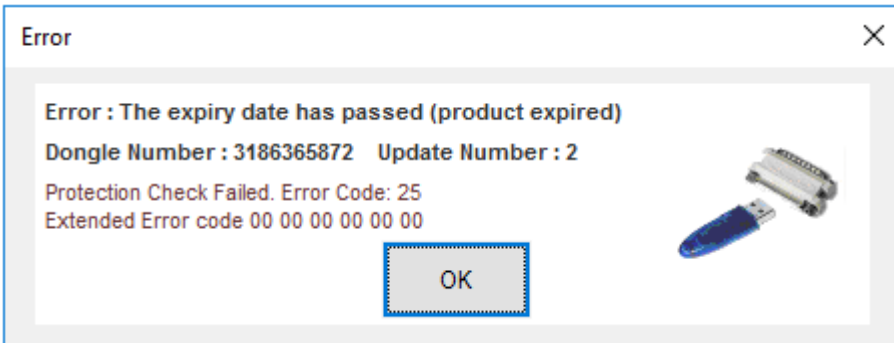 Error
Error : The expiry date has passed (product expired)
Dongle Number : 3186365872 Update Number : 2
Protection Check Failed. Error Code: 25
Extended Error code 00 00 00 00 00 00
OK